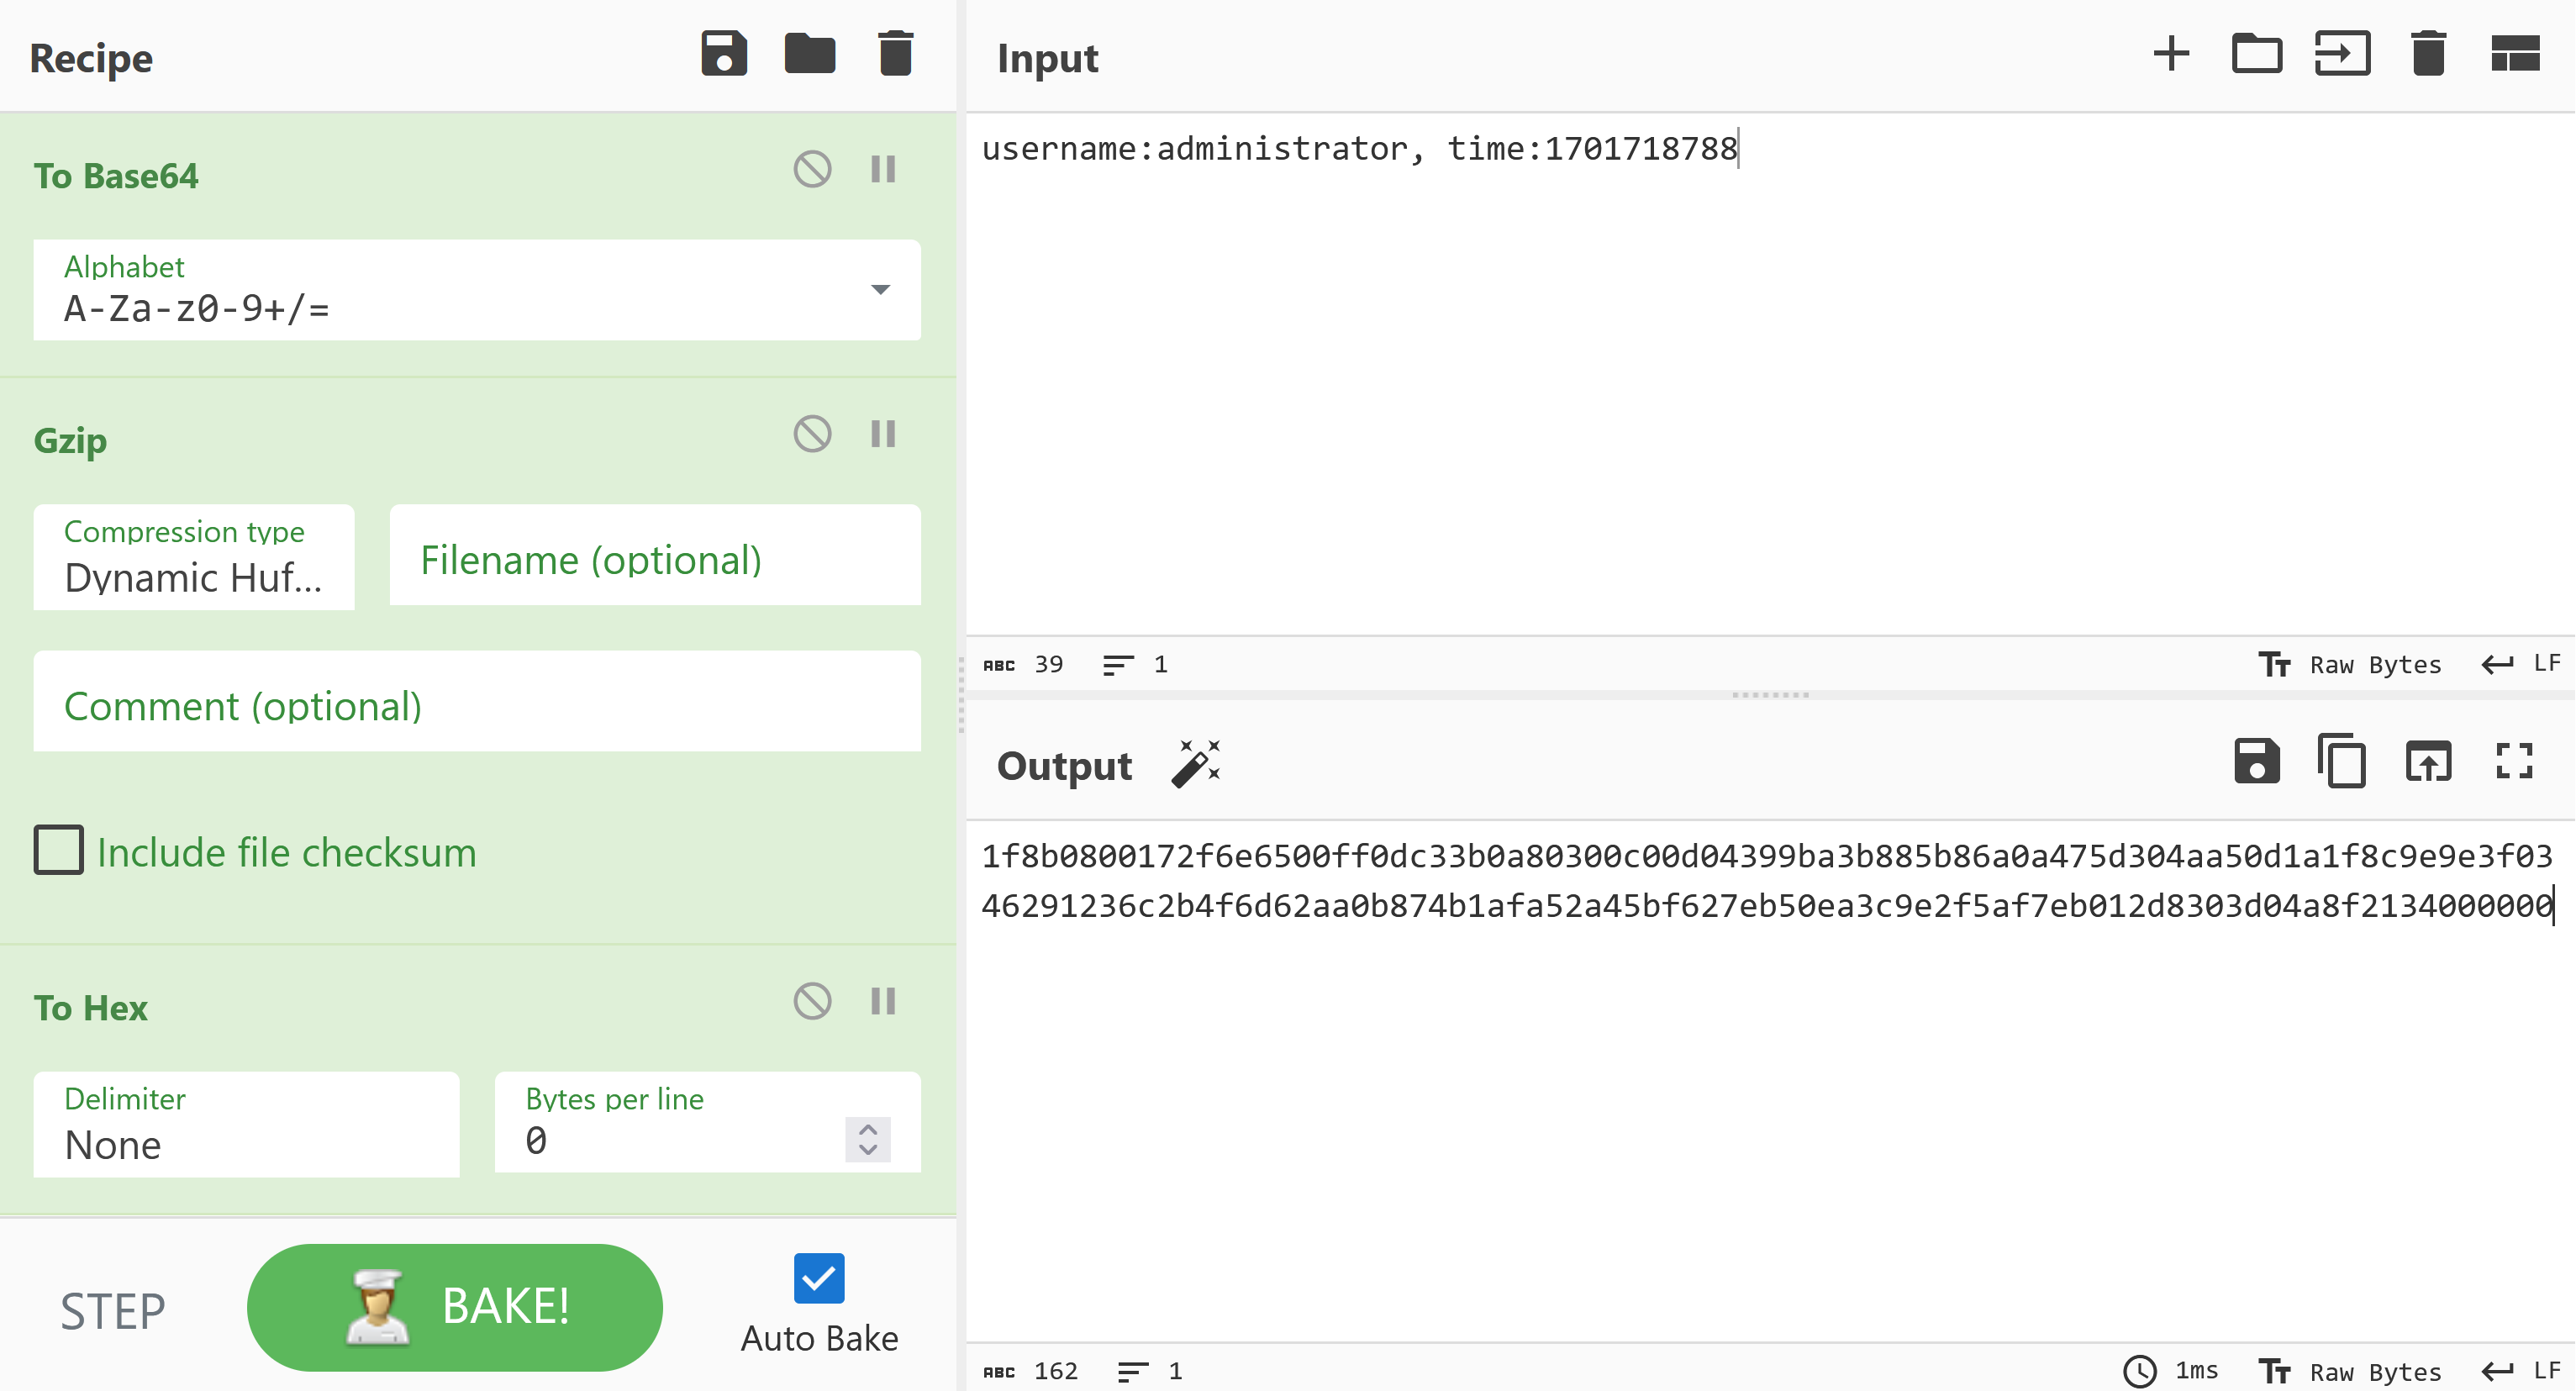 Recipe
To Base64
Alphabet
A-Za-z0-9+/=
Gzip
Compression type
Dynamic Huf...
Filename (optional)
Comment (optional)
Include file checksum
To Hex
Delimiter
None
Bytes per line
0
STEP
BAKE!
Auto Bake
Input
username:administrator, time:1701718788
ABC 39 1
Raw Bytes LF
Output
1f8b0800172f6e6500ff0dc33b0a80300c00d04399ba3b885b86a0a475d304aa50d1a1f8c9e9e3f03
46291236c2b4f6d62aa0b874b1afa52a45bf627eb50ea3c9e2f5af7eb012d8303d04a8f2134000000
ABC 162 1
1ms Raw Bytes LF